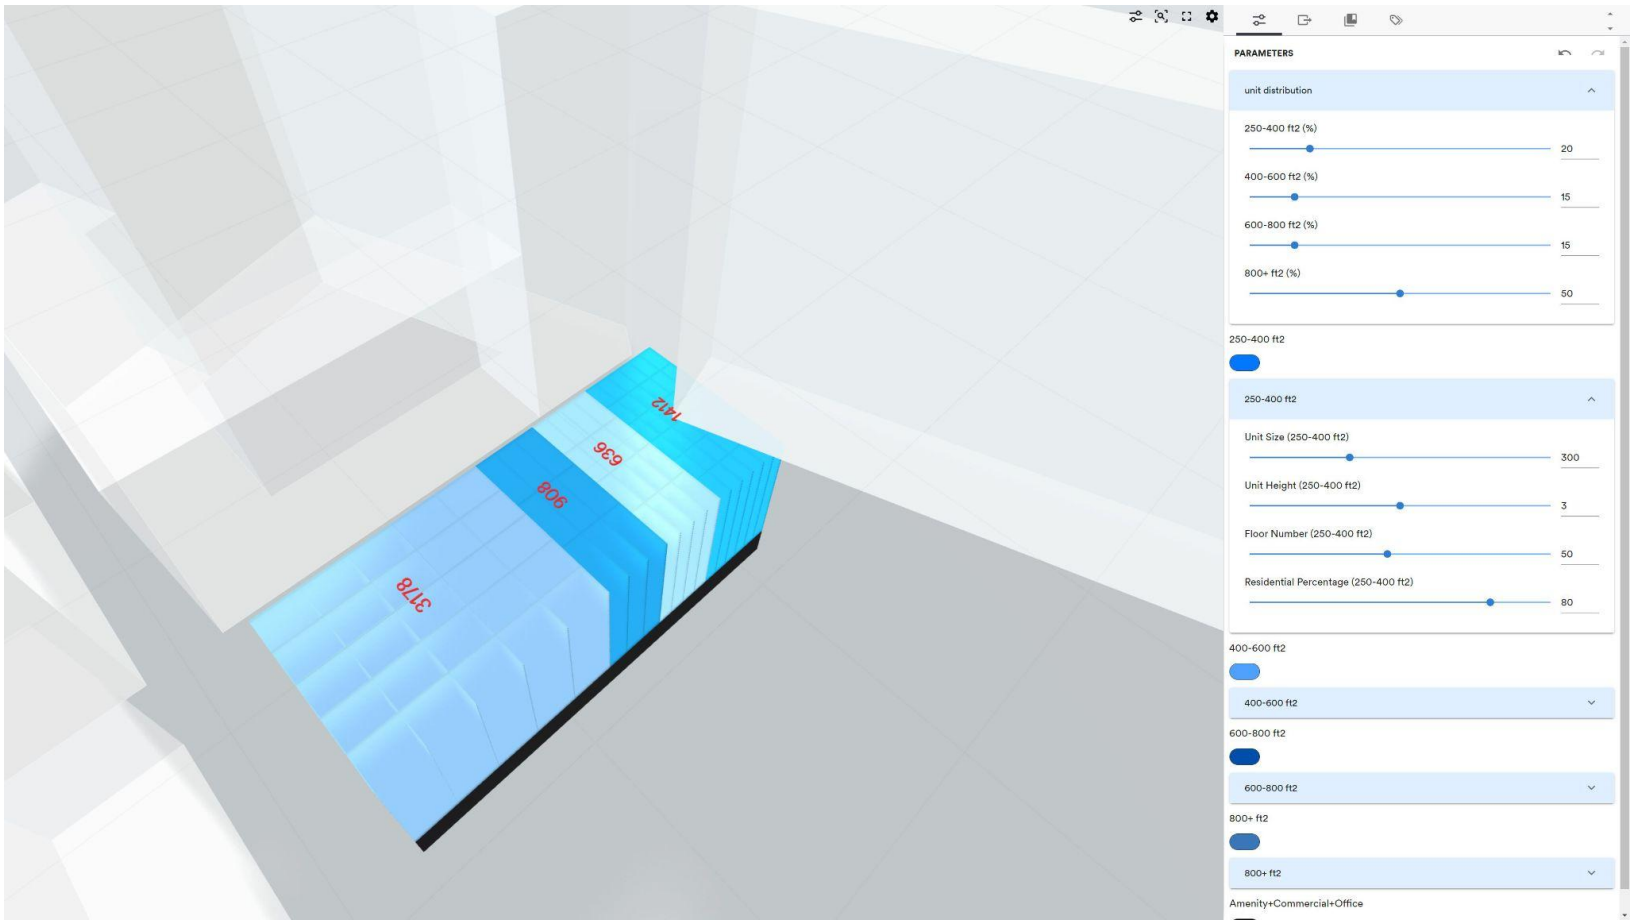 PARAMETERS
unit distribution
250-400 ft2 (%)
20
400-600 ft2 (%)
15
600-800 ft2 (%)
15
800+ ft2 (%)
50
250-400 ft2
250-400 ft2
Unit Size (250-400 ft2)
300
Unit Height (250-400 ft2)
3
Floor Number (250-400 ft2)
50
Residential Percentage (250-400 ft2)
80
400-600 ft2
400-600 ft2
600-800 ft2
600-800 ft2
800+ ft2
800+ ft2
Amenity+Commercial+Office
1412
636
908
3178